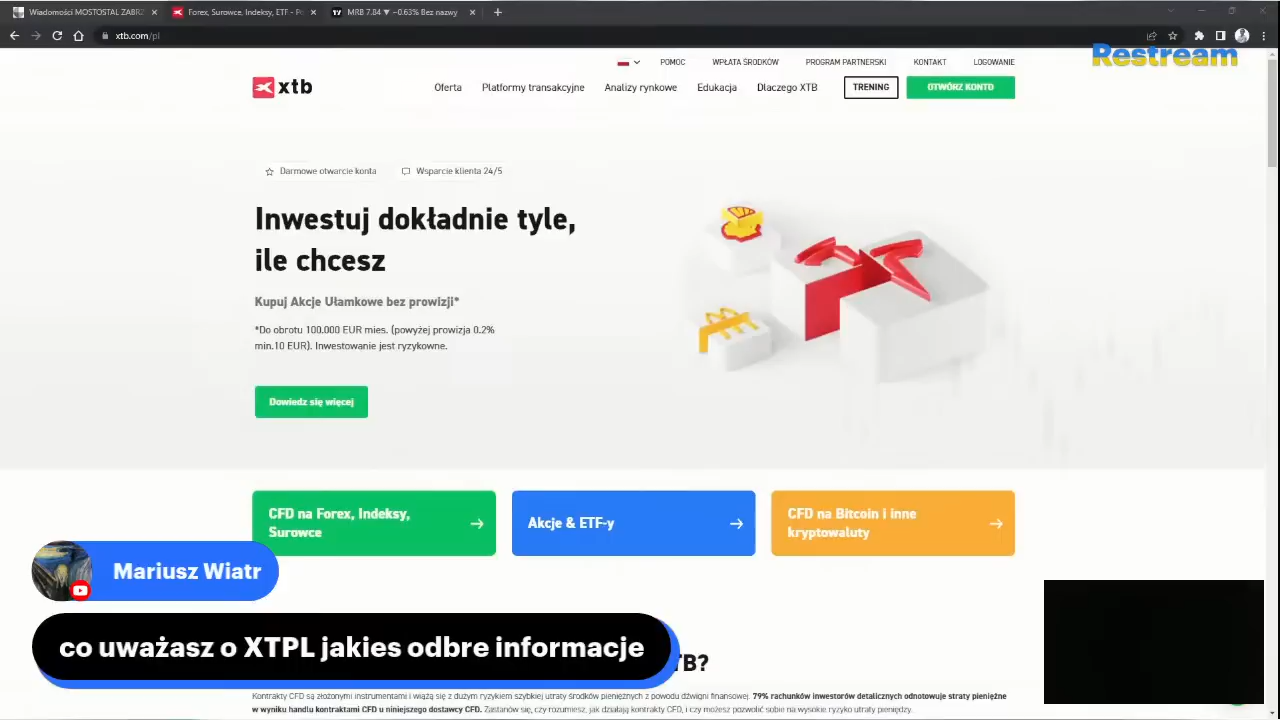 Wiadomości MOSTOSTAL ZABRZ
Forex, Surowce, Indeksy, ETF - Po
MRB 7.84 ▼ −0.63% Bez nazwy
xtb.com/pl
Restream
POMOC
WPŁATA ŚRODKÓW
PROGRAM PARTNERSKI
KONTAKT
LOGOWANIE
xtb
Oferta
Platformy transakcyjne
Analizy rynkowe
Edukacja
Dlaczego XTB
TRENING
OTWÓRZ KONTO
Darmowe otwarcie konta
Wsparcie klienta 24/5
Inwestuj dokładnie tyle,
ile chcesz
Kupuj Akcje Ułamkowe bez prowizji*
*Do obrotu 100.000 EUR mies. (powyżej prowizja 0.2%
min.10 EUR). Inwestowanie jest ryzykowne.
Dowiedz się więcej
CFD na Forex, Indeksy,
Surowce
Akcje & ETF-y
CFD na Bitcoin i inne
kryptowaluty
Mariusz Wiatr
co uważasz o XTPL jakies odbre informacje
TB?
Kontrakty CFD są złożonymi instrumentami i wiążą się z dużym ryzykiem szybkiej utraty środków pieniężnych z powodu dźwigni finansowej. 79% rachunków inwestorów detalicznych odnotowuje straty pieniężne
w wyniku handlu kontraktami CFD u niniejszego dostawcy CFD. Zastanów się, czy rozumiesz, jak działają kontrakty CFD, i czy możesz pozwolić sobie na wysokie ryzyko utraty pieniędzy.